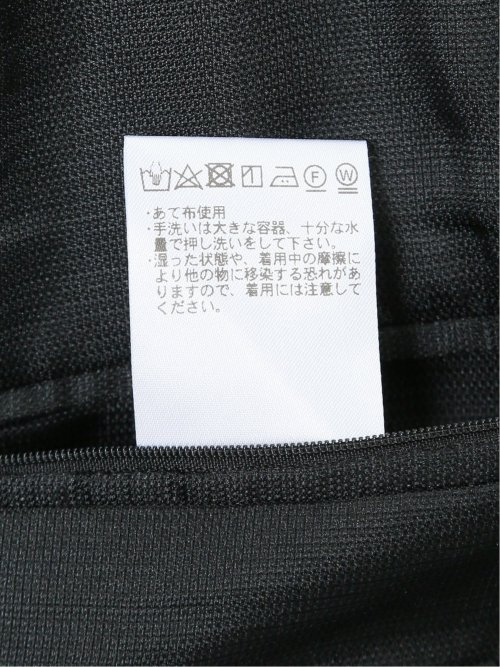 F W
・あて布使用
・手洗いは大きな容器、十分な水
量で押し洗いをして下さい。
・湿った状態や、着用中の摩擦に
より他の物に移染する恐れがあ
りますので、着用には注意して
ください。